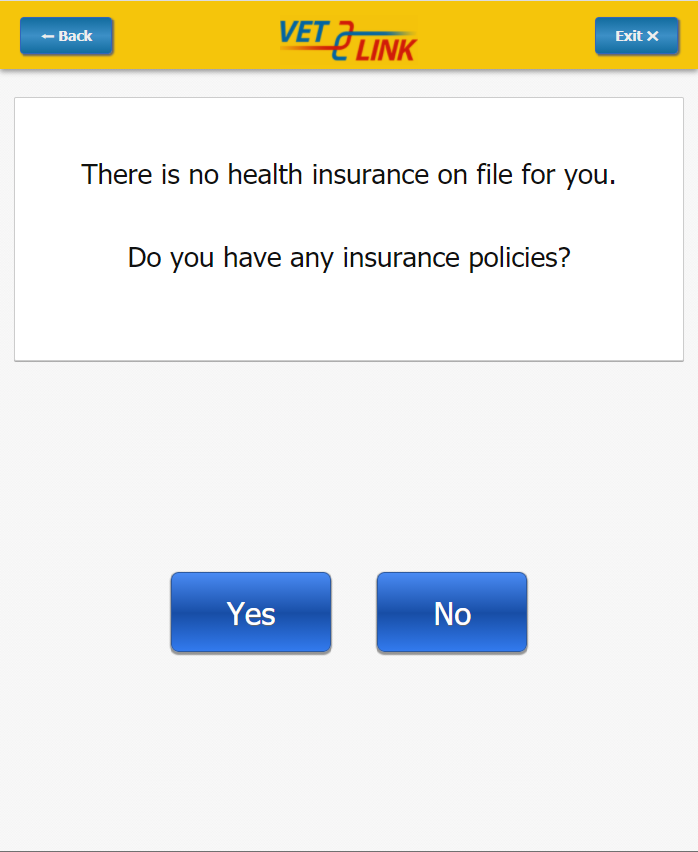 ← Back
VET LINK
Exit ✕
There is no health insurance on file for you.
Do you have any insurance policies?
Yes
No